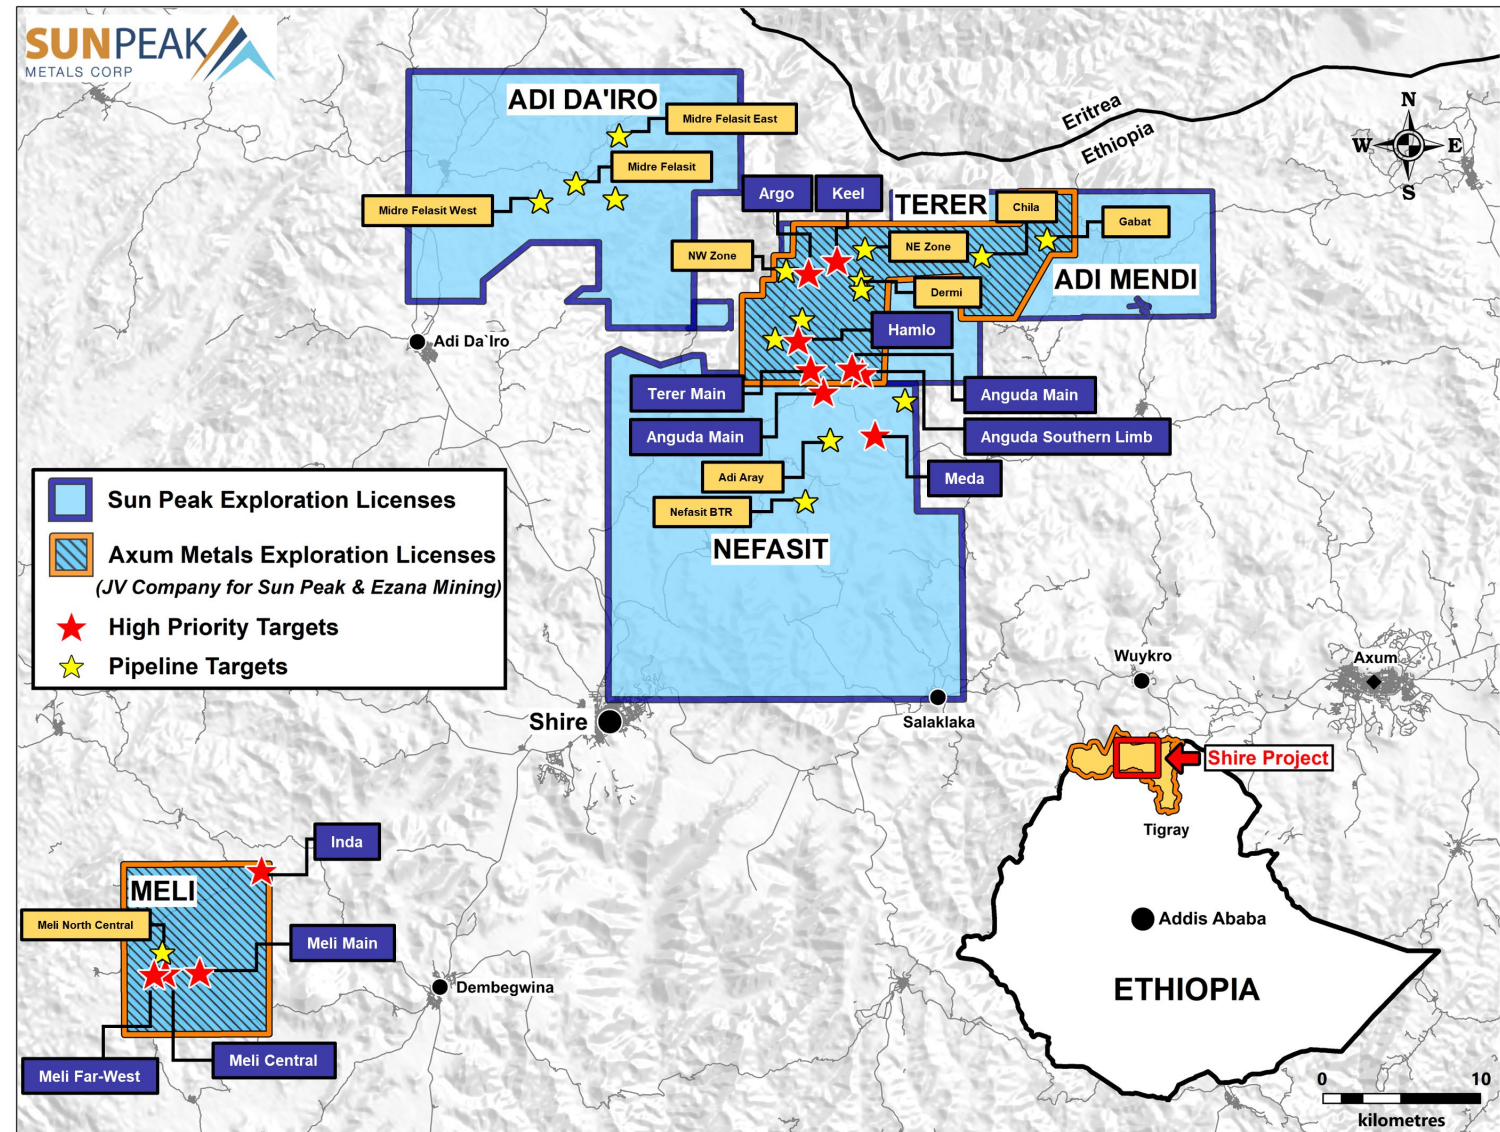 SUNPEAK
METALS CORP
ADI DA'IRO
Midre Felasit East
Midre Felasit
Midre Felasit West
Eritrea
Ethiopia
N
W
E
S
Argo
Keel
TERER
Chila
Gabat
NW Zone
NE Zone
ADI MENDI
Dermi
Hamlo
Adi Da`Iro
Terer Main
Anguda Main
Anguda Main
Anguda Southern Limb
Adi Aray
Meda
Nefasit BTR
NEFASIT
Sun Peak Exploration Licenses
Axum Metals Exploration Licenses
(JV Company for Sun Peak & Ezana Mining)
High Priority Targets
Pipeline Targets
Wuykro
Axum
Salaklaka
Shire
Shire Project
Tigray
Inda
MELI
Meli North Central
Meli Main
Addis Ababa
Dembegwina
ETHIOPIA
Meli Central
Meli Far-West
0
10
kilometres